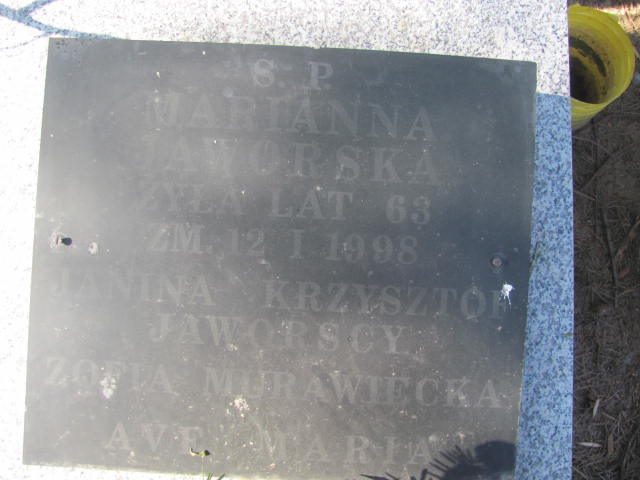 Ś. P.
MARIANNA
JAWORSKA
ŻYŁA LAT 63
ZM. 12 I 1998
JANINA KRZYSZTOF
JAWORSCY
ZOFIA MURAWIECKA
AVE MARIA